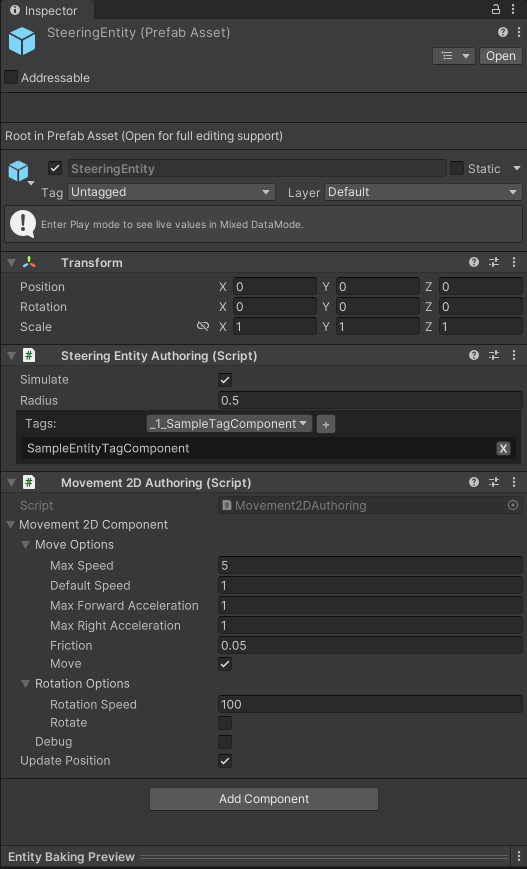 Inspector
SteeringEntity (Prefab Asset)
Open
Addressable
Root in Prefab Asset (Open for full editing support)
SteeringEntity Static
Tag Untagged Layer Default
Enter Play mode to see live values in Mixed DataMode.
Transform
Position X 0 Y 0 Z 0
Rotation X 0 Y 0 Z 0
Scale X 1 Y 1 Z 1
# Steering Entity Authoring (Script)
Simulate
Radius 0.5
Tags: _1_SampleTagComponent +
SampleEntityTagComponent X
# Movement 2D Authoring (Script)
Script # Movement2DAuthoring
Movement 2D Component
Move Options
Max Speed 5
Default Speed 1
Max Forward Acceleration 1
Max Right Acceleration 1
Friction 0.05
Move
Rotation Options
Rotation Speed 100
Rotate
Debug
Update Position
Add Component
Entity Baking Preview